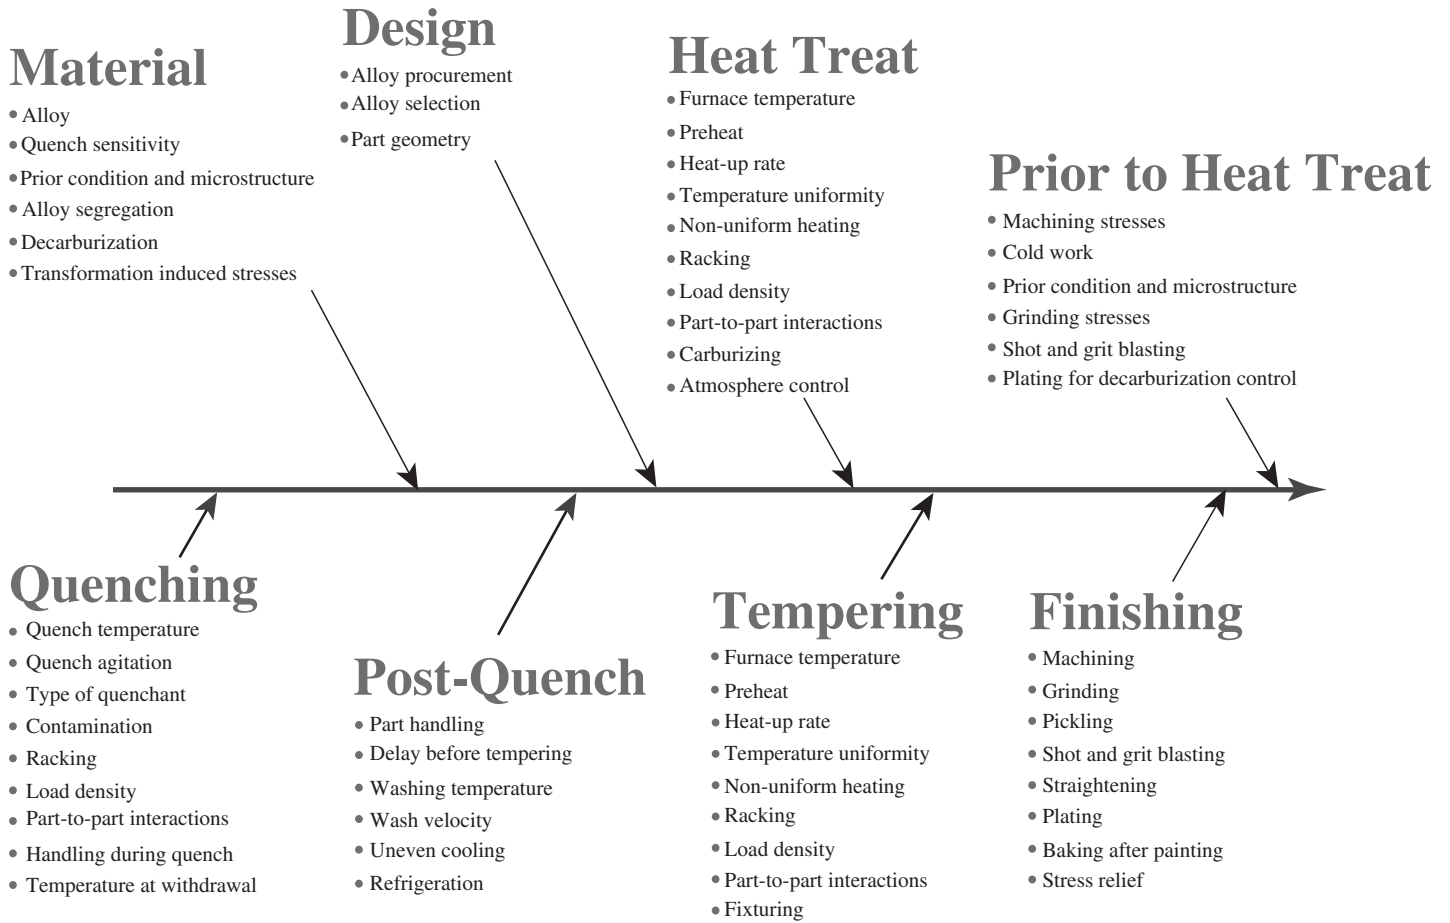 Material
Alloy
Quench sensitivity
Prior condition and microstructure
Alloy segregation
Decarburization
Transformation induced stresses
Design
Alloy procurement
Alloy selection
Part geometry
Heat Treat
Furnace temperature
Preheat
Heat-up rate
Temperature uniformity
Non-uniform heating
Racking
Load density
Part-to-part interactions
Carburizing
Atmosphere control
Prior to Heat Treat
Machining stresses
Cold work
Prior condition and microstructure
Grinding stresses
Shot and grit blasting
Plating for decarburization control
Quenching
Quench temperature
Quench agitation
Type of quenchant
Contamination
Racking
Load density
Part-to-part interactions
Handling during quench
Temperature at withdrawal
Post-Quench
Part handling
Delay before tempering
Washing temperature
Wash velocity
Uneven cooling
Refrigeration
Tempering
Furnace temperature
Preheat
Heat-up rate
Temperature uniformity
Non-uniform heating
Racking
Load density
Part-to-part interactions
Fixturing
Finishing
Machining
Grinding
Pickling
Shot and grit blasting
Straightening
Plating
Baking after painting
Stress relief